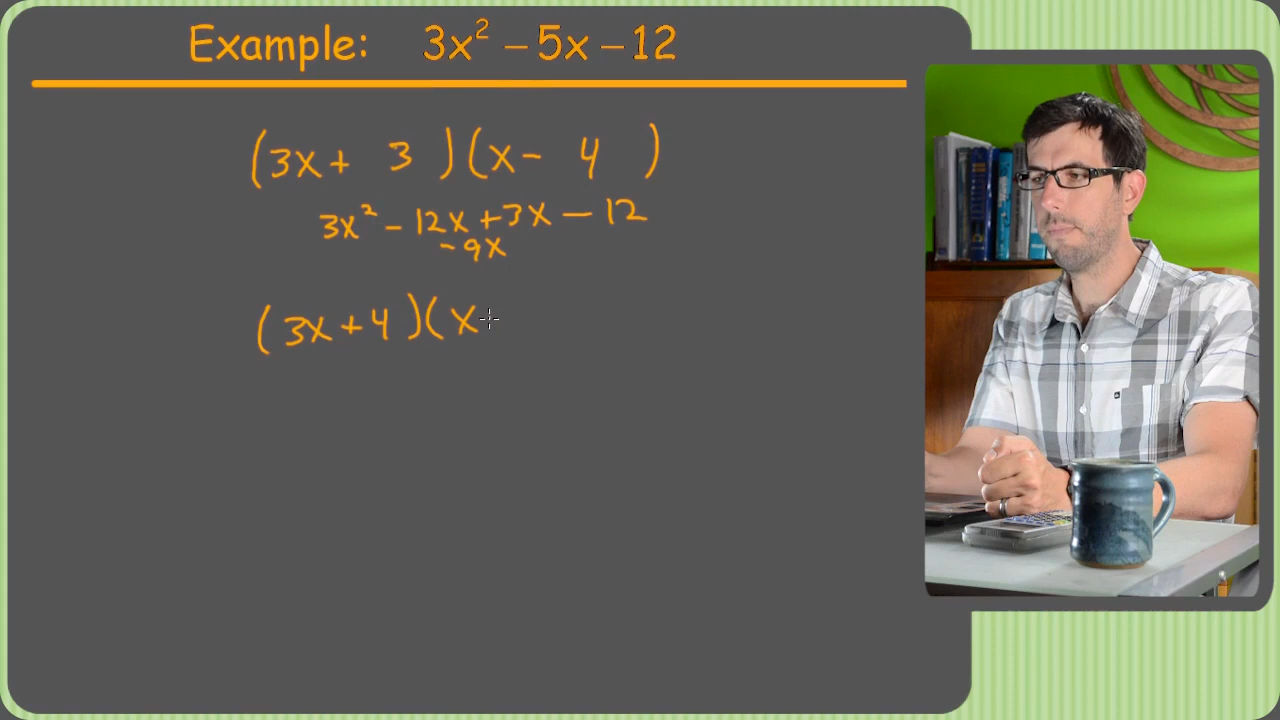 Example: 3x² − 5x − 12
(3x + 3)(x − 4)
3x² − 12x + 3x − 12
− 9x
(3x + 4)(x